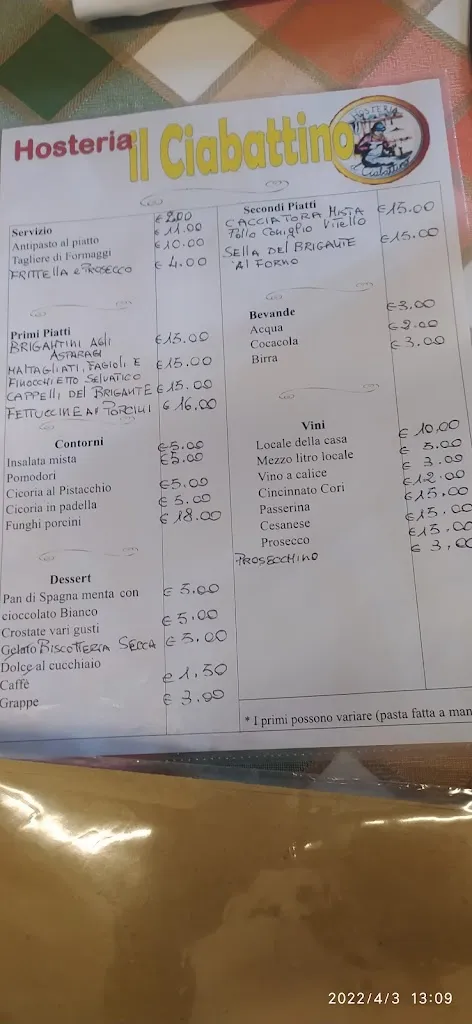 Hosteria il Ciabattino
HOSTERIA
il Ciabattino
Servizio € 2.00
Antipasto al piatto € 11.00
Tagliere di Formaggi € 10.00
FRITTELLA e PROSECCO € 4.00
Primi Piatti
BRIGANTINI AGLI
ASPARAGI € 15.00
MALTAGLIATI, FAGIOLI E
FINOCCHIETTO SELVATICO € 15.00
CAPPELLI DEL BRIGANTE € 15.00
FETTUCCINE AI PORCINI € 16.00
Contorni
Insalata mista € 5.00
Pomodori € 5.00
Cicoria al Pistacchio € 5.00
Cicoria in padella € 5.00
Funghi porcini € 18.00
Dessert
Pan di Spagna menta con
cioccolato Bianco € 5.00
Crostate vari gusti € 5.00
Gelato BISCOTTERIA SECCA € 5.00
Dolce al cucchiaio
Caffè € 1,50
Grappe € 3.00
Secondi Piatti
CACCIATORA MISTA € 15.00
Pollo Coniglio Vitello
SELLA DEL BRIGANTE € 15.00
Al FORNO
Bevande
Acqua € 3.00
Cocacola € 2.00
Birra € 3.00
Vini
Locale della casa € 10.00
Mezzo litro locale € 5.00
Vino a calice € 3.00
Cincinnato Cori € 12.00
Passerina € 15.00
Cesanese € 15.00
Prosecco € 15.00
PROSECCHINO € 3,00
* I primi possono variare (pasta fatta a man
2022/4/3 13:09